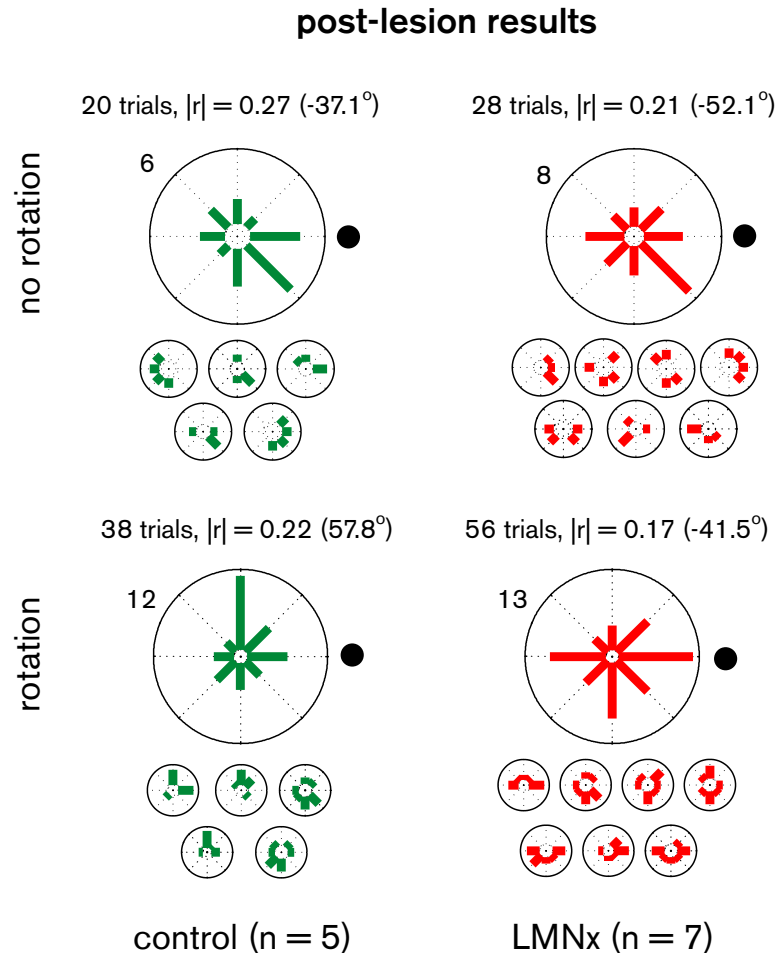 post-lesion results
20 trials, |r| = 0.27 (-37.1°)
28 trials, |r| = 0.21 (-52.1°)
no rotation
6
8
38 trials, |r| = 0.22 (57.8°)
56 trials, |r| = 0.17 (-41.5°)
rotation
12
13
control (n = 5)
LMNx (n = 7)